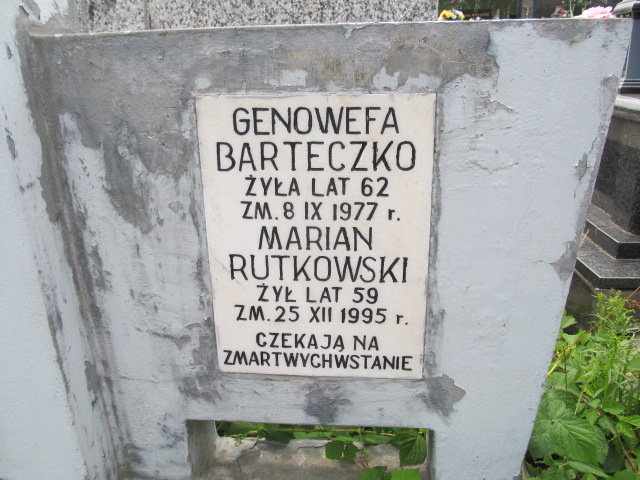 GENOWEFA
BARTECZKO
ŻYŁA LAT 62
ZM. 8 IX 1977 r.
MARIAN
RUTKOWSKI
ŻYŁ LAT 59
ZM. 25 XII 1995 r.
CZEKAJĄ NA
ZMARTWYCHWSTANIE